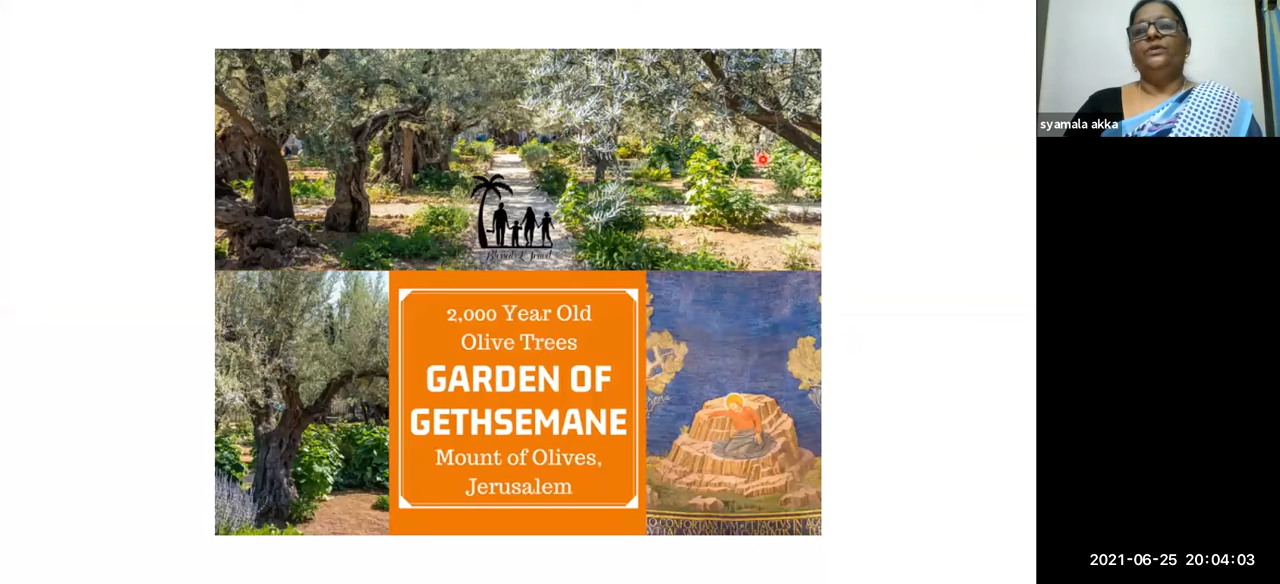 syamala akka
2,000 Year Old
Olive Trees
GARDEN OF
GETHSEMANE
Mount of Olives,
Jerusalem
2021-06-25 20:04:03